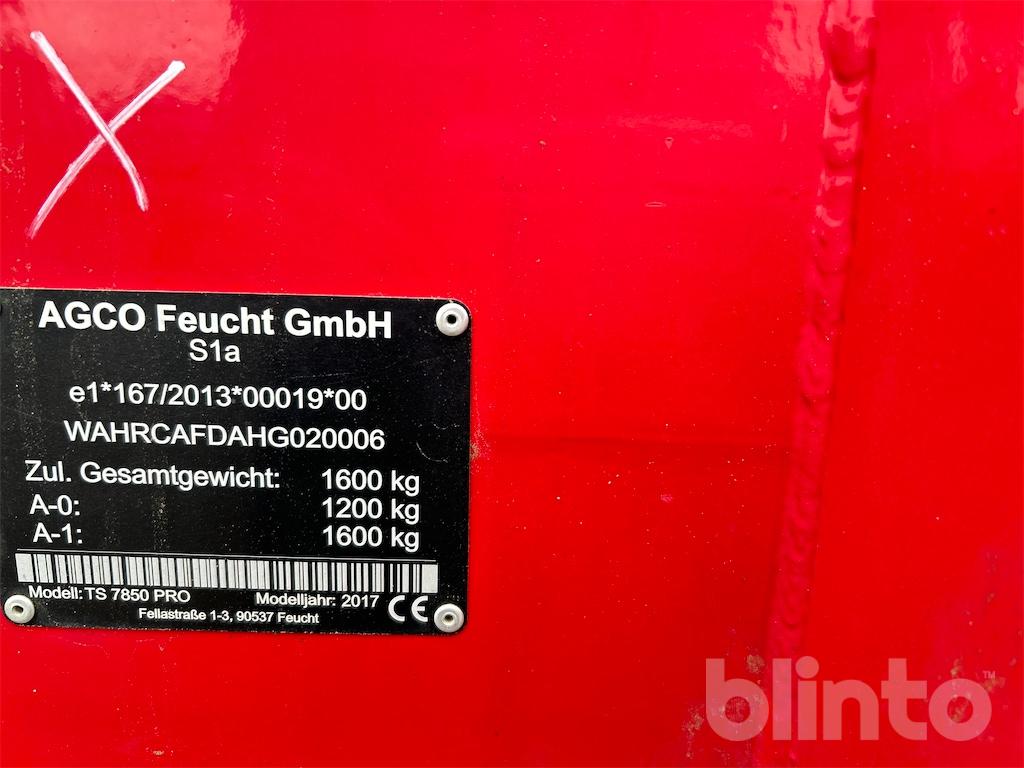 AGCO Feucht GmbH
S1a
e1*167/2013*00019*00
WAHRCAFDAHG020006
Zul. Gesamtgewicht: 1600 kg
A-0: 1200 kg
A-1: 1600 kg
Modell: TS 7850 PRO Modelljahr: 2017 CE
Fellastraße 1-3, 90537 Feucht
blinto™